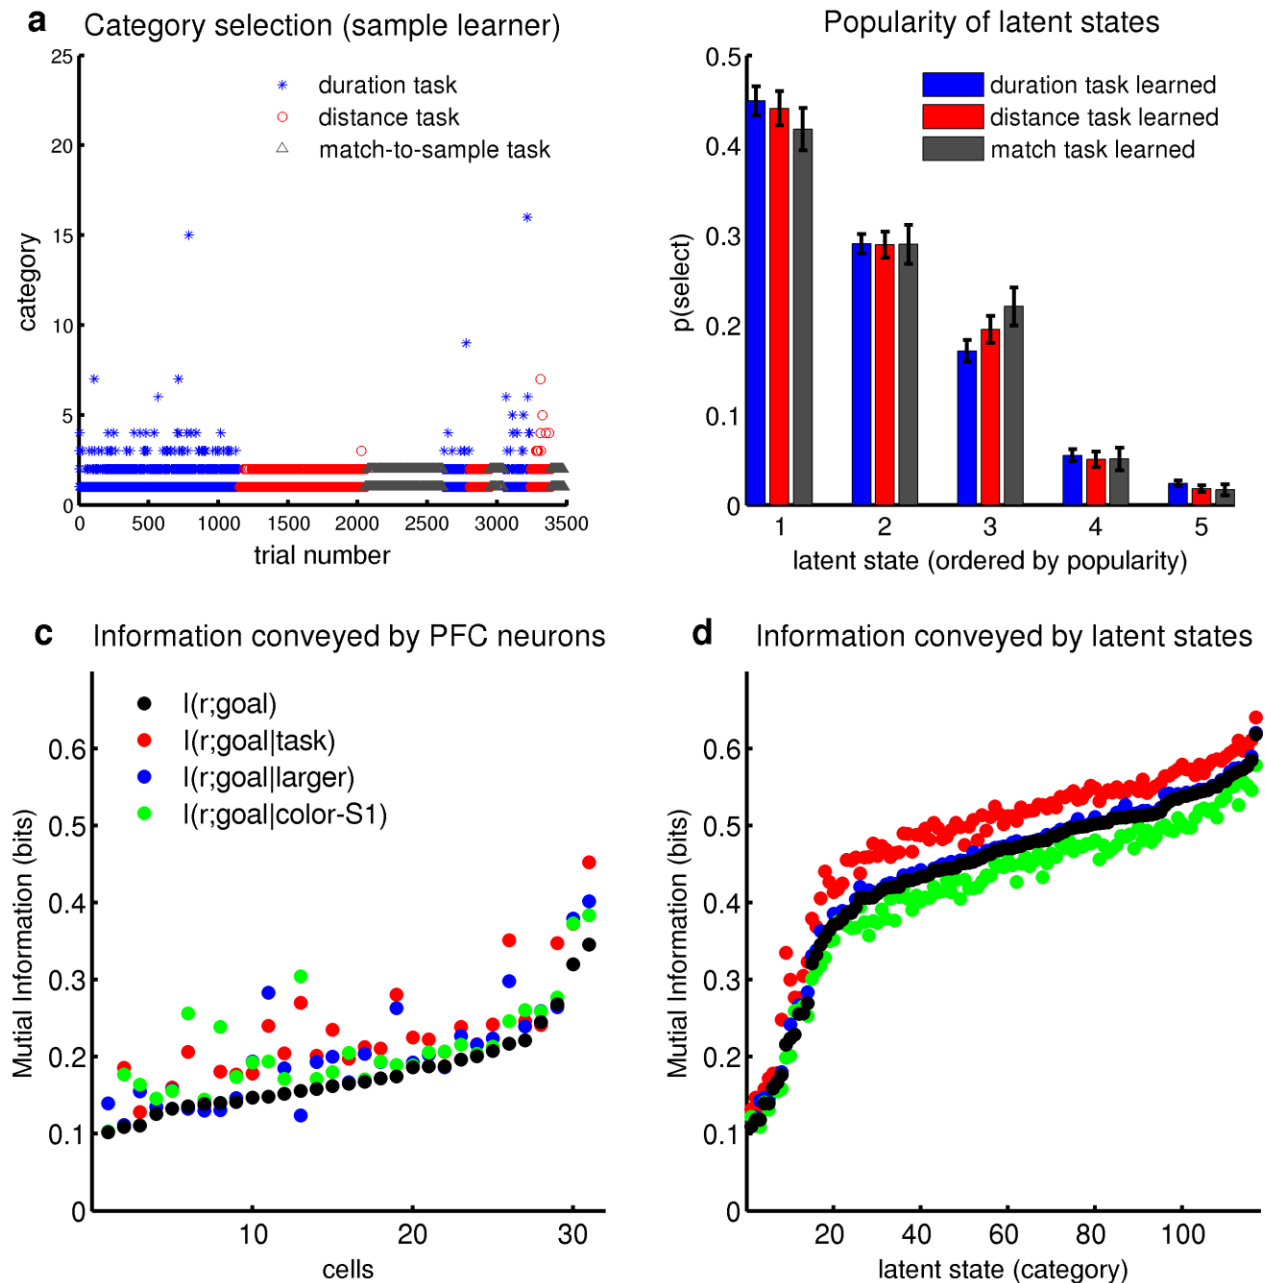 a
Category selection (sample learner)
25
20
15
10
5
0
category
duration task
distance task
match-to-sample task
0 500 1000 1500 2000 2500 3000 3500
trial number
Popularity of latent states
0.5
0.4
0.3
0.2
0.1
0
p(select)
duration task learned
distance task learned
match task learned
1 2 3 4 5
latent state (ordered by popularity)
c
Information conveyed by PFC neurons
I(r;goal)
I(r;goal|task)
I(r;goal|larger)
I(r;goal|color-S1)
0.6
0.5
0.4
0.3
0.2
0.1
0
Mutial Information (bits)
10 20 30
cells
d
Information conveyed by latent states
0.6
0.5
0.4
0.3
0.2
0.1
0
Mutial Information (bits)
20 40 60 80 100
latent state (category)